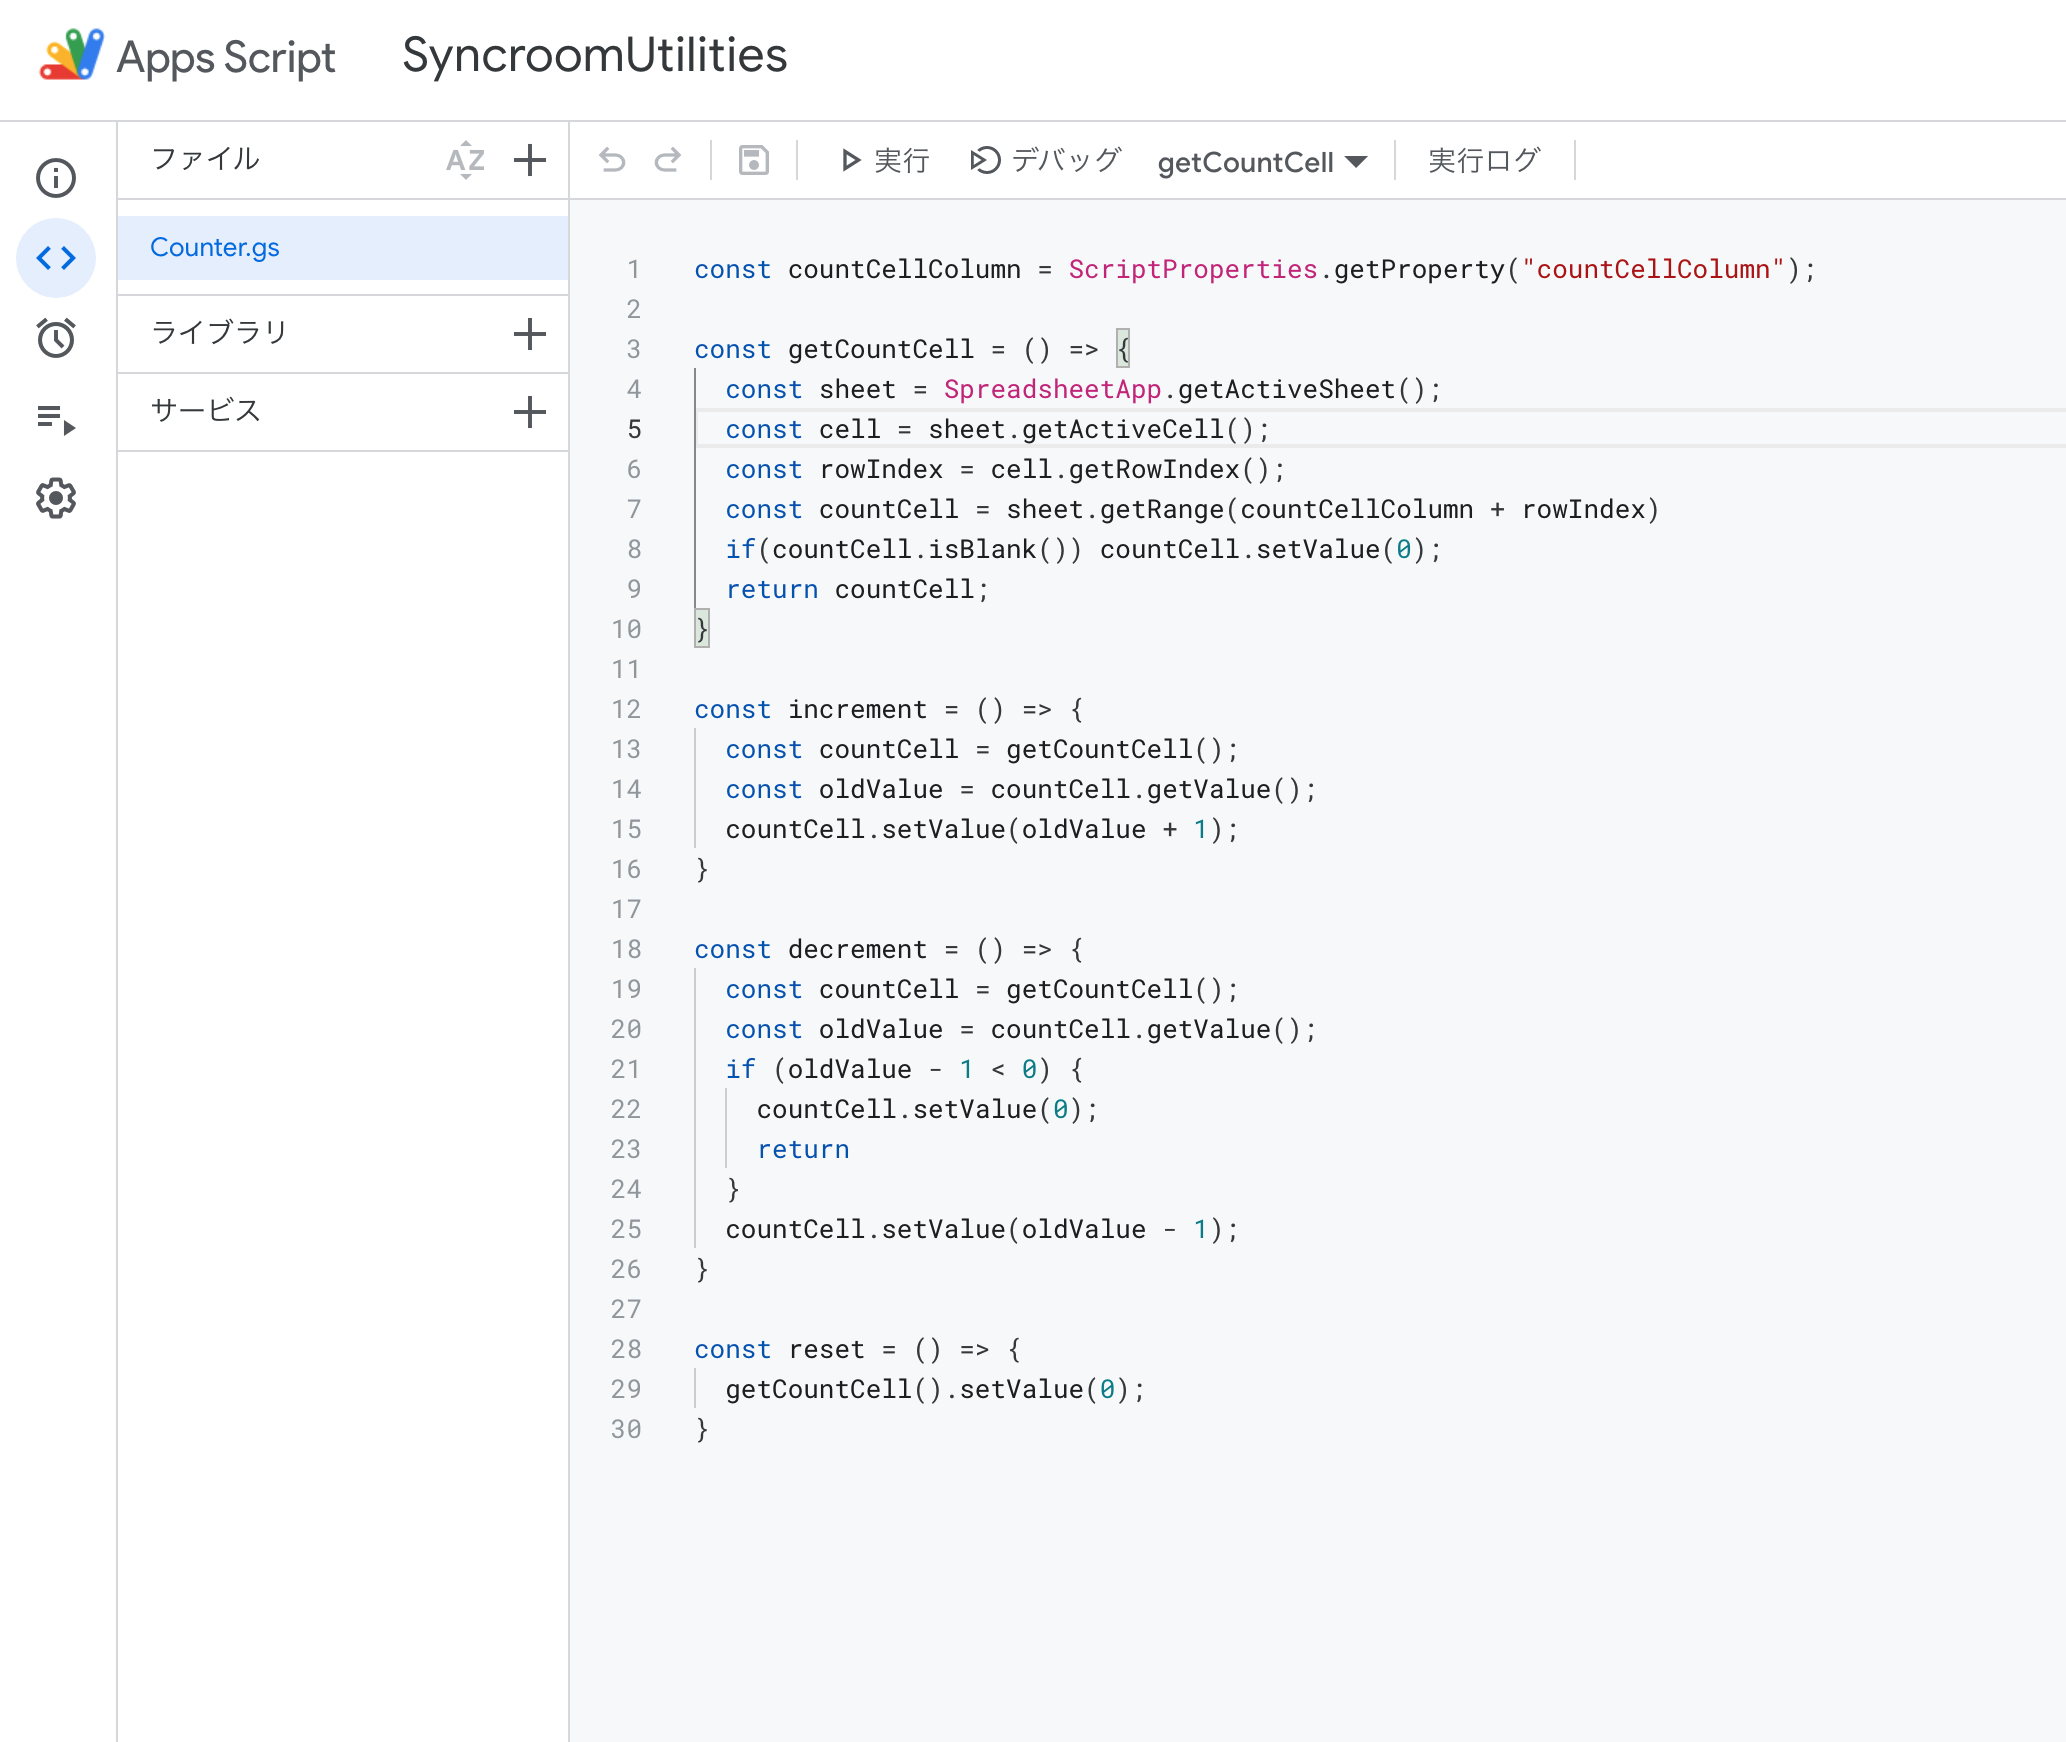 Apps Script SyncroomUtilities
ファイル AZ
実行 デバッグ getCountCell 実行ログ
Counter.gs
ライブラリ
サービス
1 const countCellColumn = ScriptProperties.getProperty("countCellColumn");
2
3 const getCountCell = () => {
4 const sheet = SpreadsheetApp.getActiveSheet();
5 const cell = sheet.getActiveCell();
6 const rowIndex = cell.getRowIndex();
7 const countCell = sheet.getRange(countCellColumn + rowIndex)
8 if(countCell.isBlank()) countCell.setValue(0);
9 return countCell;
10 }
11
12 const increment = () => {
13 const countCell = getCountCell();
14 const oldValue = countCell.getValue();
15 countCell.setValue(oldValue + 1);
16 }
17
18 const decrement = () => {
19 const countCell = getCountCell();
20 const oldValue = countCell.getValue();
21 if (oldValue - 1 < 0) {
22 countCell.setValue(0);
23 return
24 }
25 countCell.setValue(oldValue - 1);
26 }
27
28 const reset = () => {
29 getCountCell().setValue(0);
30 }